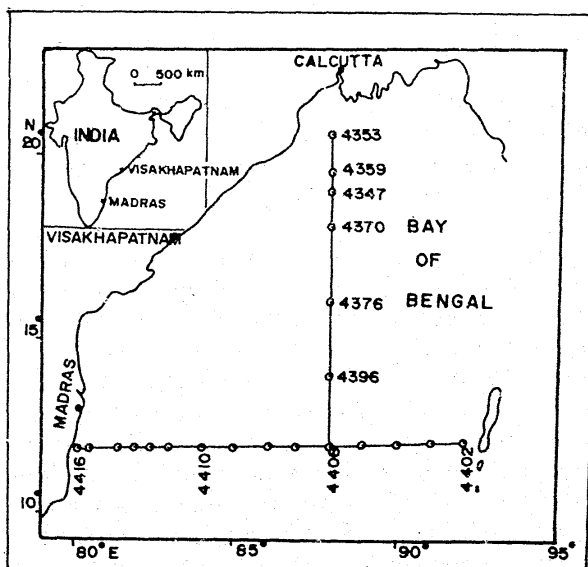 CALCUTTA
0 500 km
N
20°
INDIA
VISAKHAPATNAM
MADRAS
VISAKHAPATNAM
4353
4359
4347
4370
BAY
OF
BENGAL
4376
15°
4396
MADRAS
4416
4410
4406
4402
10°
80° E
85°
90°
95°